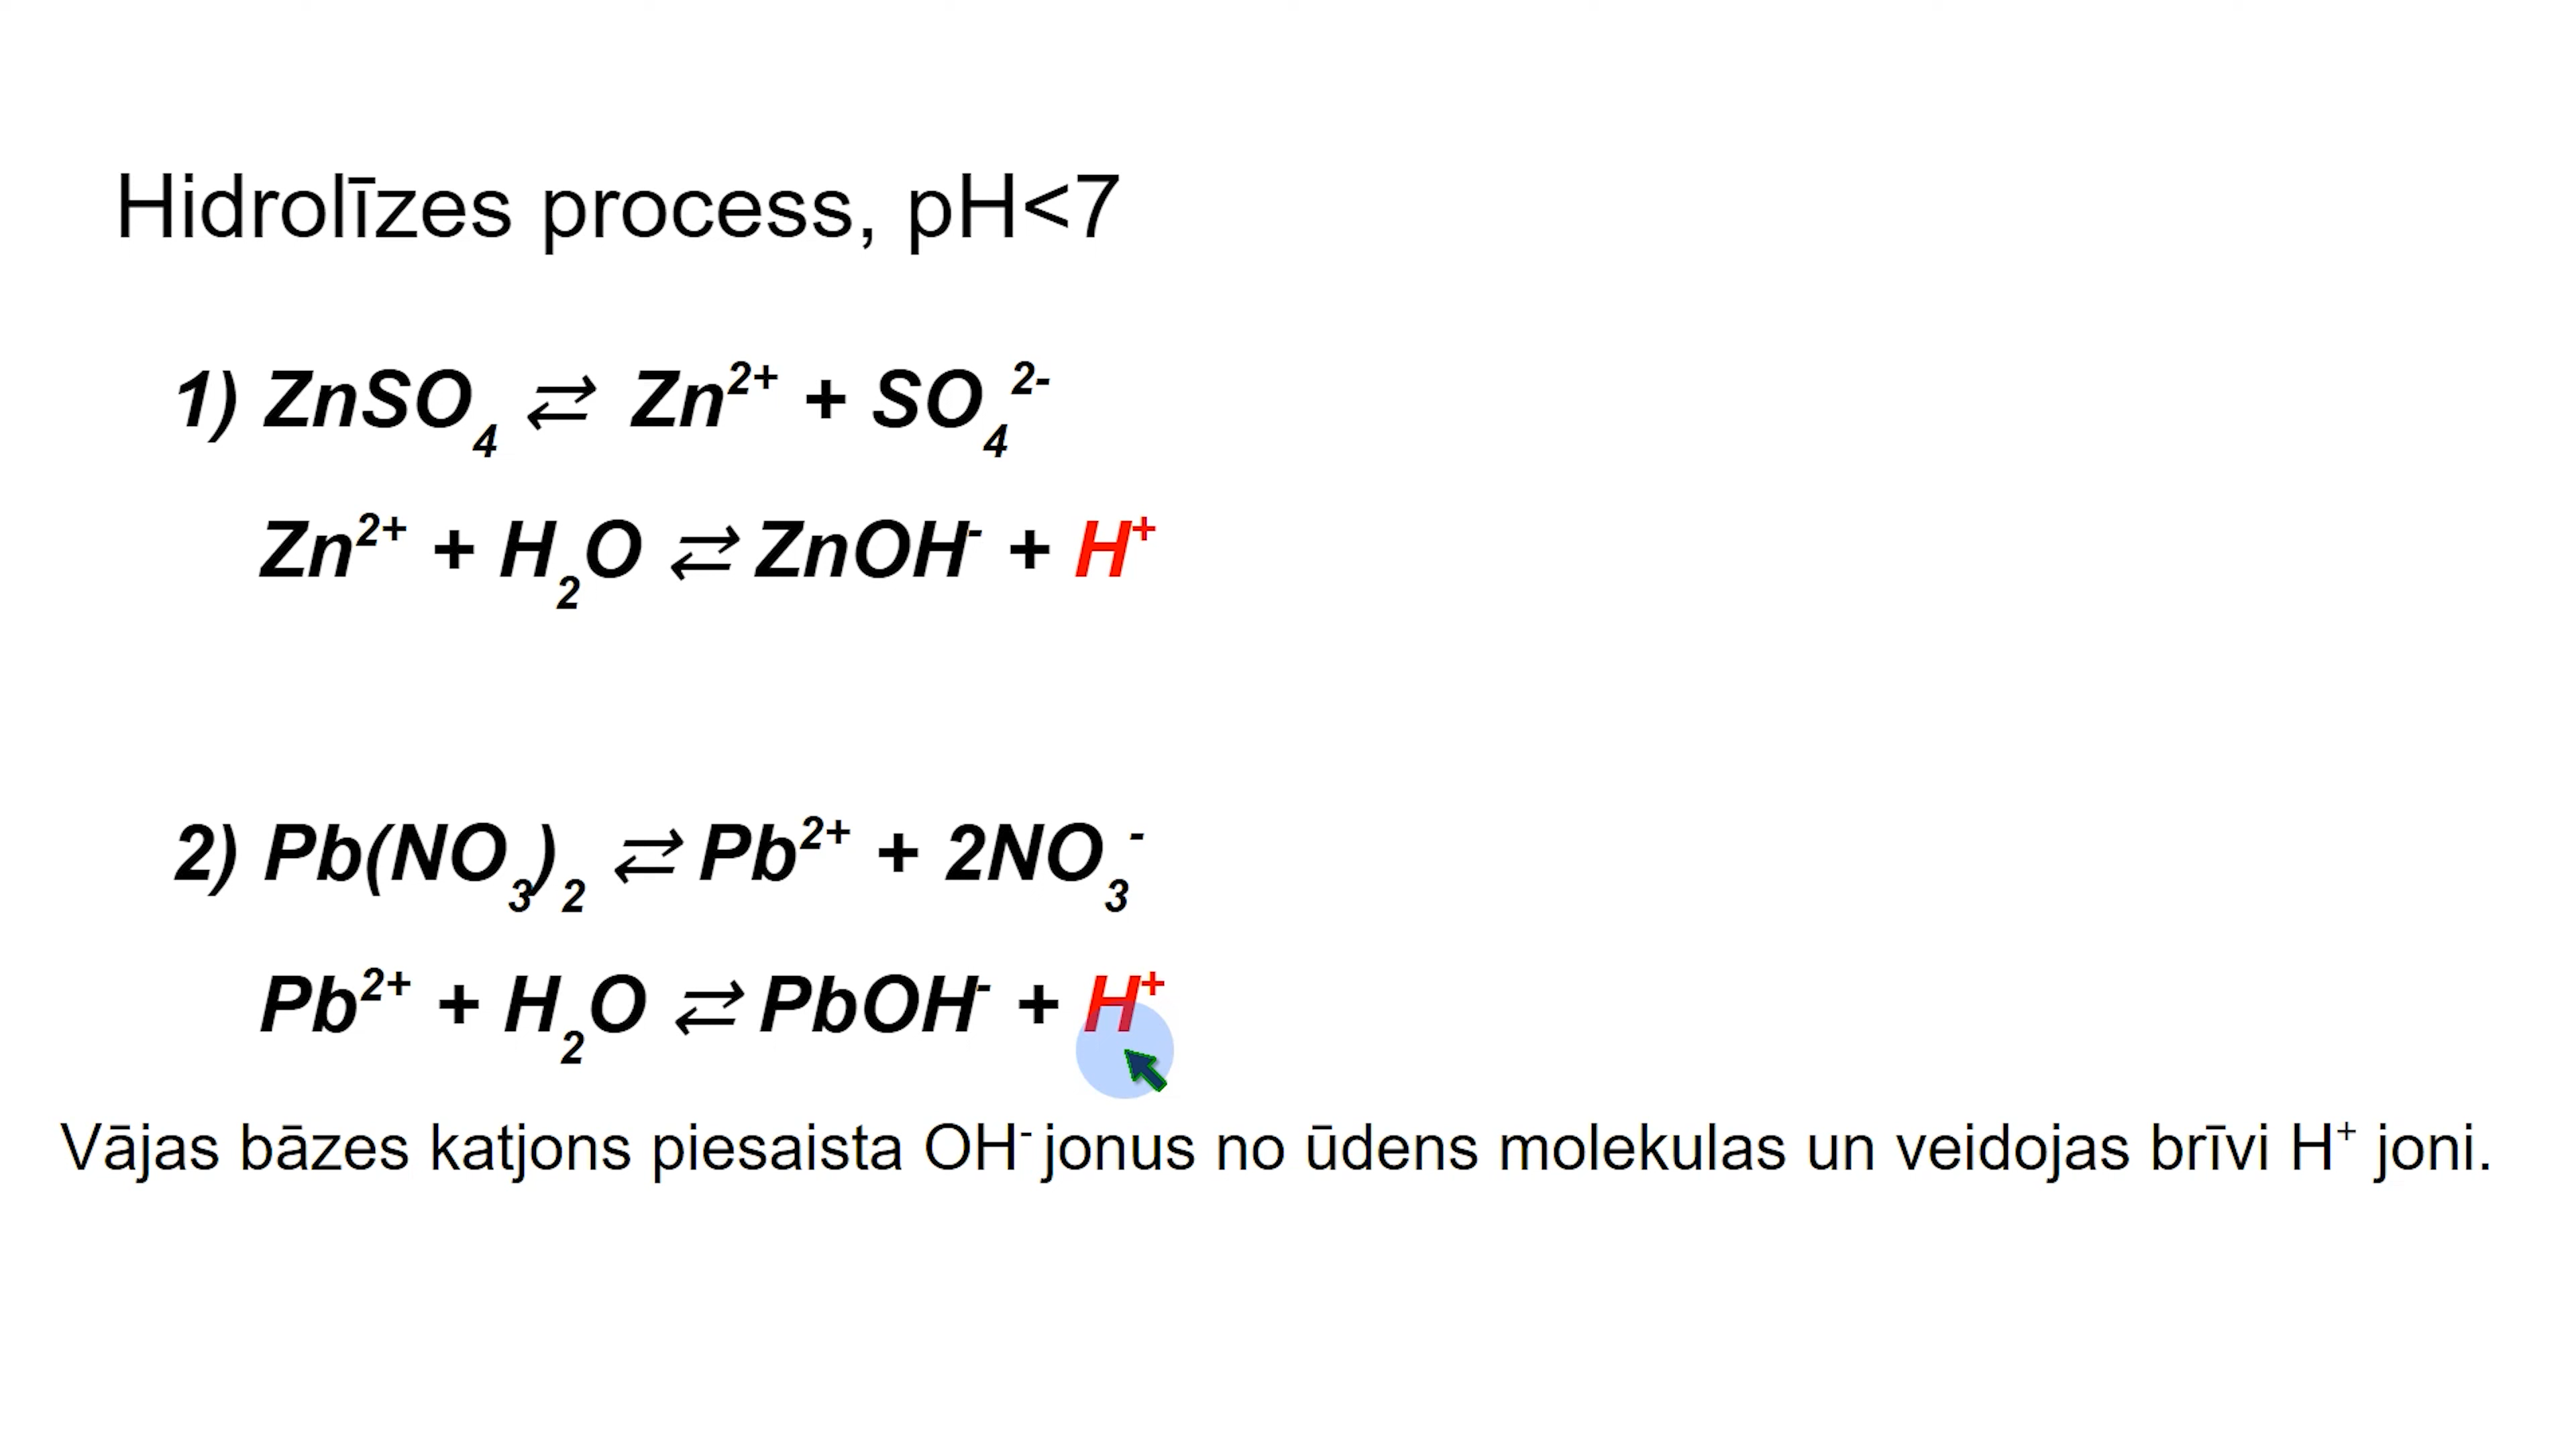 Hidrolīzes process, pH<7
1) ZnSO₄ ⇄ Zn²⁺ + SO₄²⁻
Zn²⁺ + H₂O ⇄ ZnOH⁻ + H⁺
2) Pb(NO₃)₂ ⇄ Pb²⁺ + 2NO₃⁻
Pb²⁺ + H₂O ⇄ PbOH⁻ + H⁺
Vājas bāzes katjons piesaista OH⁻ jonus no ūdens molekulas un veidojas brīvi H⁺ joni.